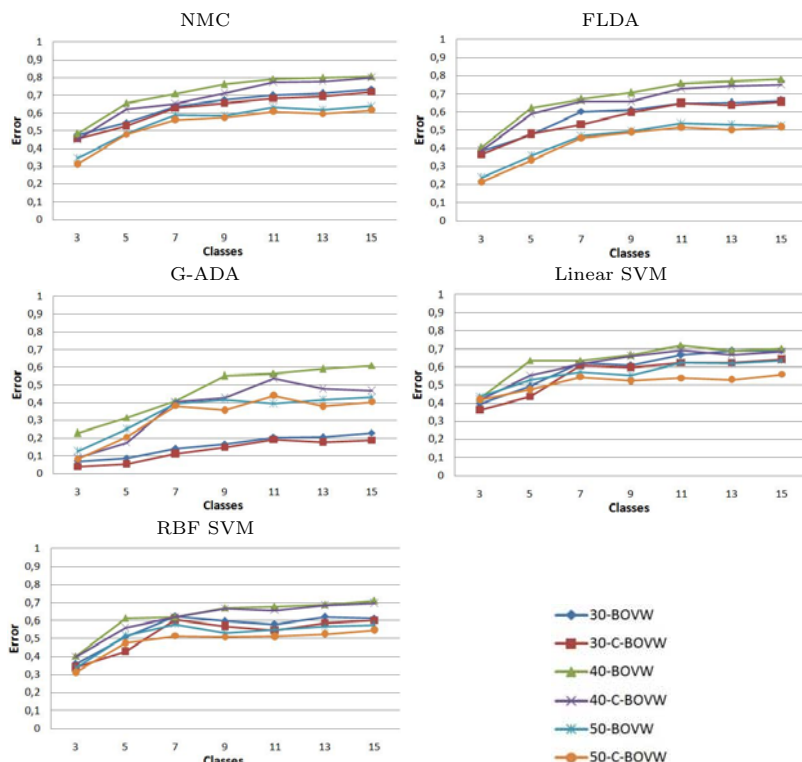 NMC
1
0,9
0,8
0,7
0,6
0,5
0,4
0,3
0,2
0,1
0
Error
3 5 7 9 11 13 15
Classes
FLDA
1
0,9
0,8
0,7
0,6
0,5
0,4
0,3
0,2
0,1
0
Error
3 5 7 9 11 13 15
Classes
G-ADA
1
0,9
0,8
0,7
0,6
0,5
0,4
0,3
0,2
0,1
0
Error
3 5 7 9 11 13 15
Classes
Linear SVM
1
0,9
0,8
0,7
0,6
0,5
0,4
0,3
0,2
0,1
0
Error
3 5 7 9 11 13 15
Classes
RBF SVM
1
0,9
0,8
0,7
0,6
0,5
0,4
0,3
0,2
0,1
0
Error
3 5 7 9 11 13 15
Classes
30-BOVW
30-C-BOVW
40-BOVW
40-C-BOVW
50-BOVW
50-C-BOVW